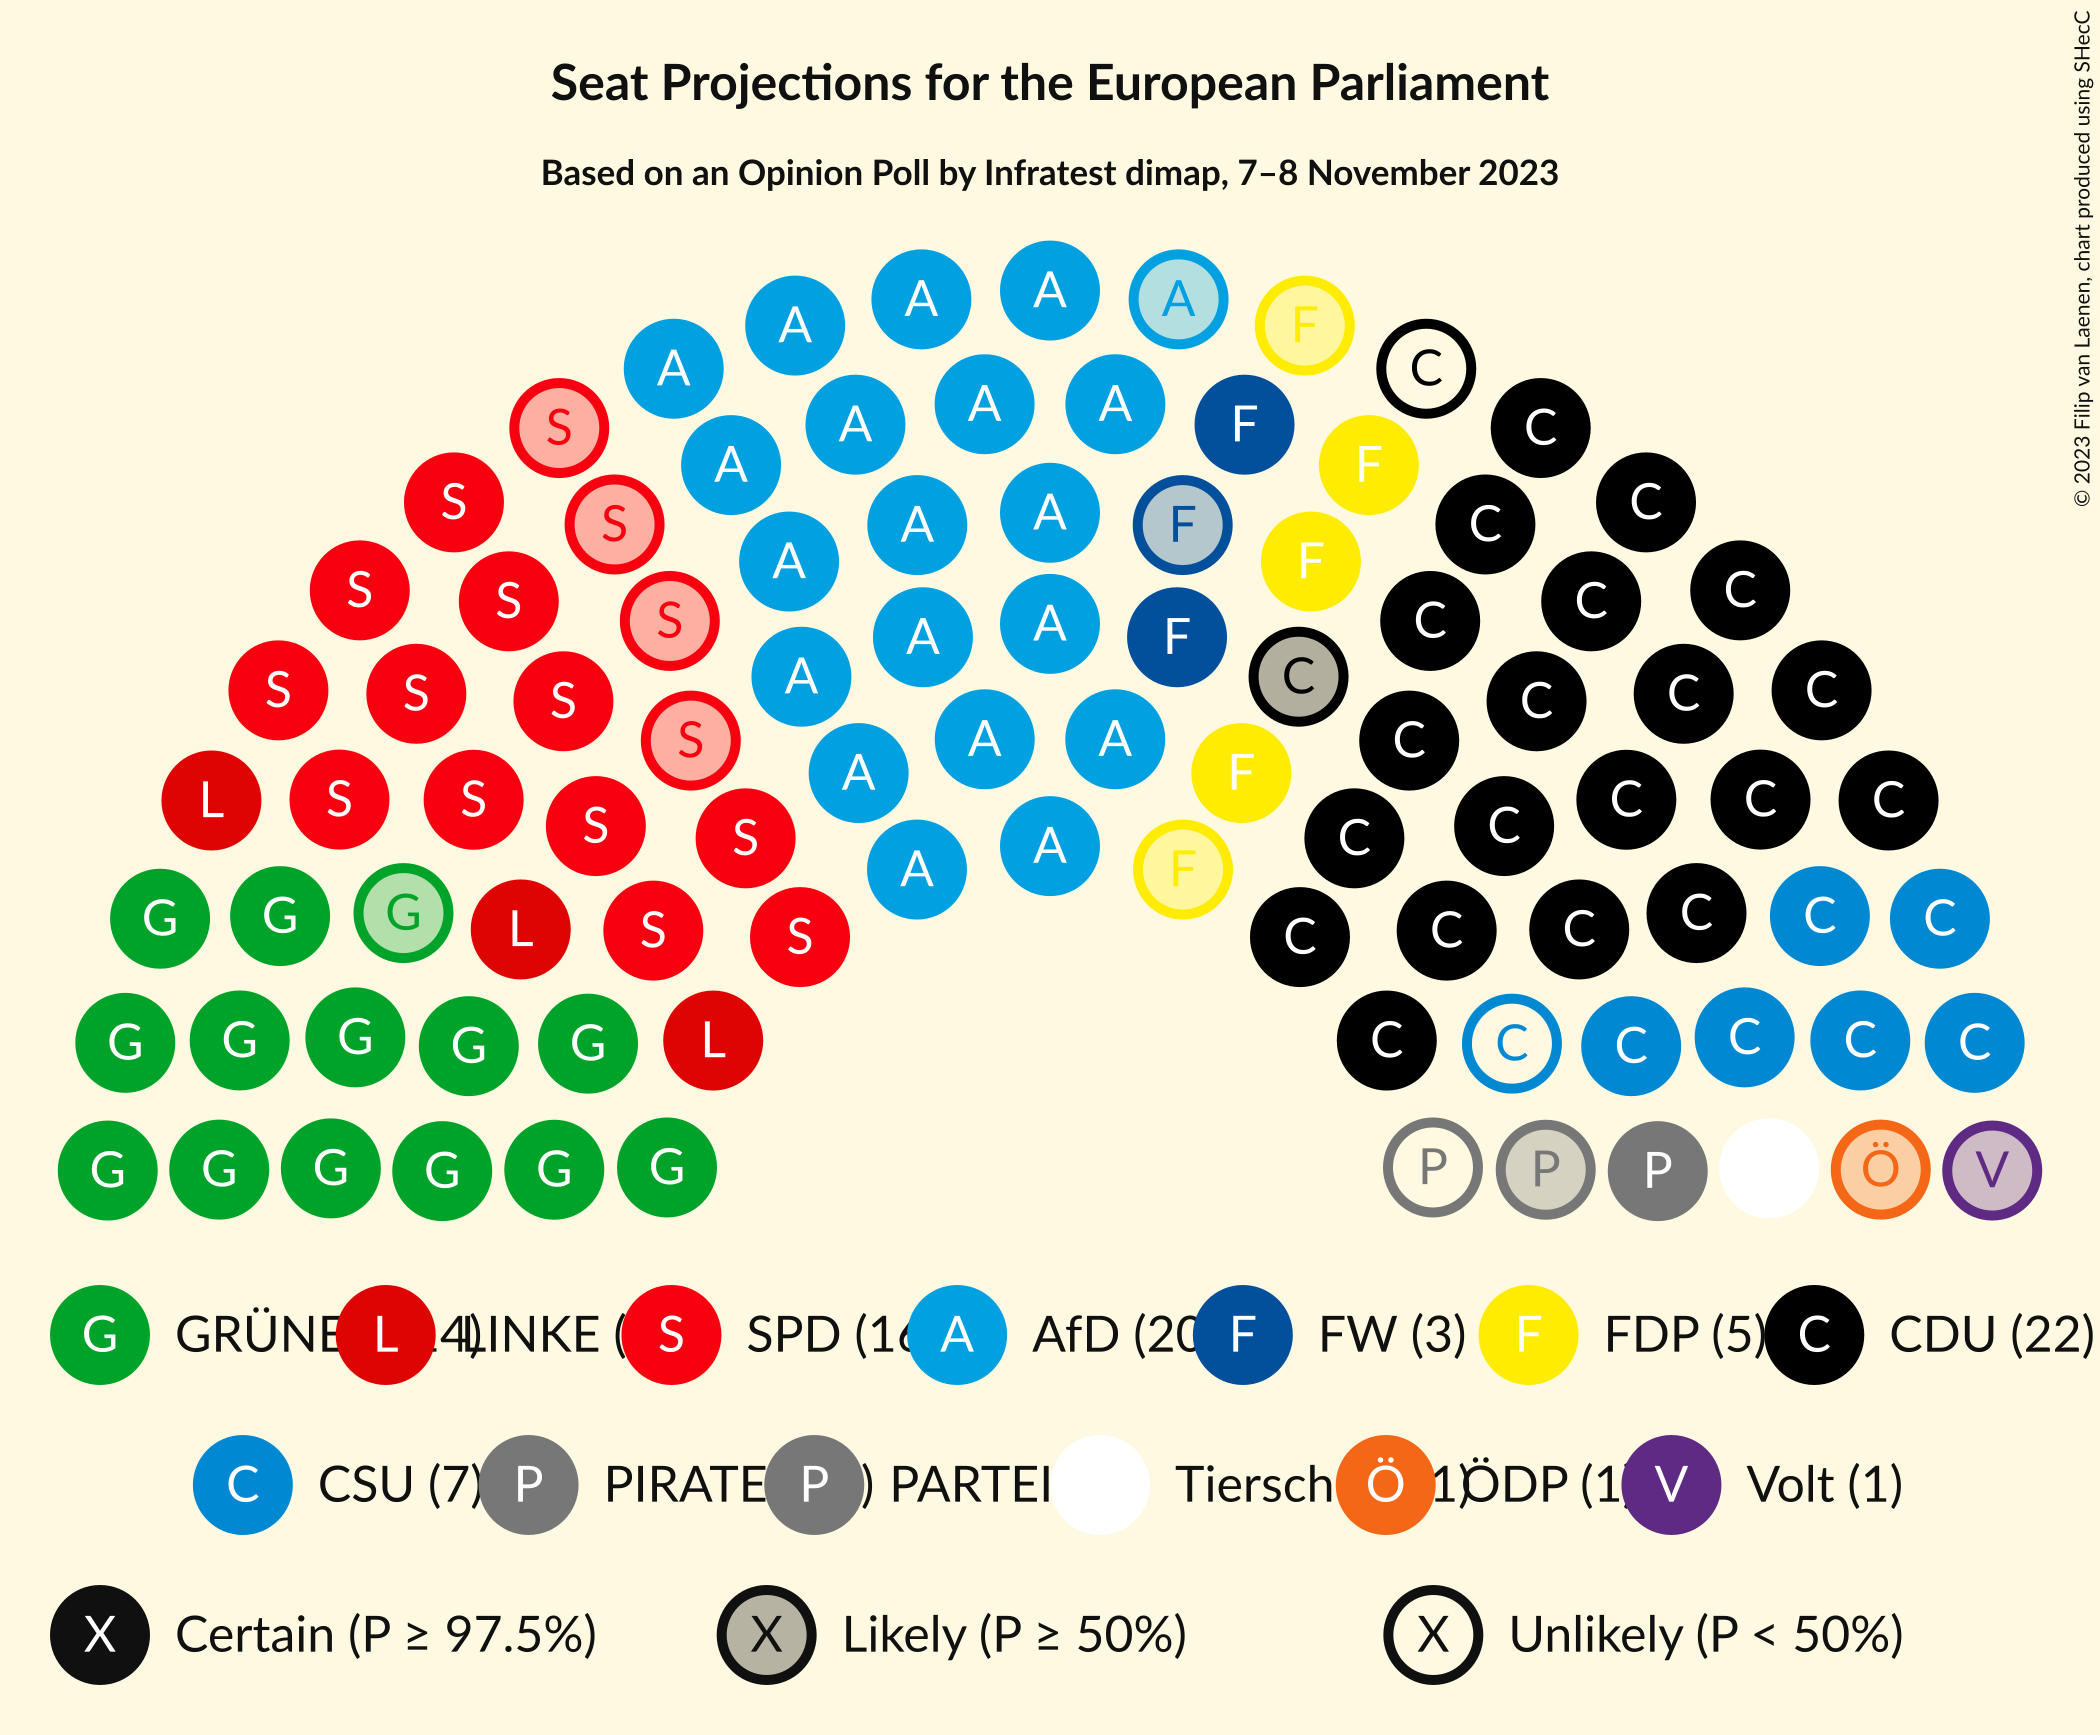 Seat Projections for the European Parliament
Based on an Opinion Poll by Infratest dimap, 7–8 November 2023
© 2023 Filip van Laenen, chart produced using SHecC
A A A A F
A A C
A A F C
S A A F F C
S S A A A F F C C
S S S A A A F C C C
S S S S A A A C C C C C
L S S S S A A A F C C C C C
G G G L S S A A F C C C C C C
G G G G G L C C C C C C
G G G G G G P P P Ö V
G GRÜNE 4) L LINKE ( S SPD (16 A AfD (20 F FW (3) F FDP (5) C CDU (22)
C CSU (7) P PIRATE P ) PARTEI Tiersch Ö 1) ÖDP (1) V Volt (1)
X Certain (P ≥ 97.5%) X Likely (P ≥ 50%) X Unlikely (P < 50%)